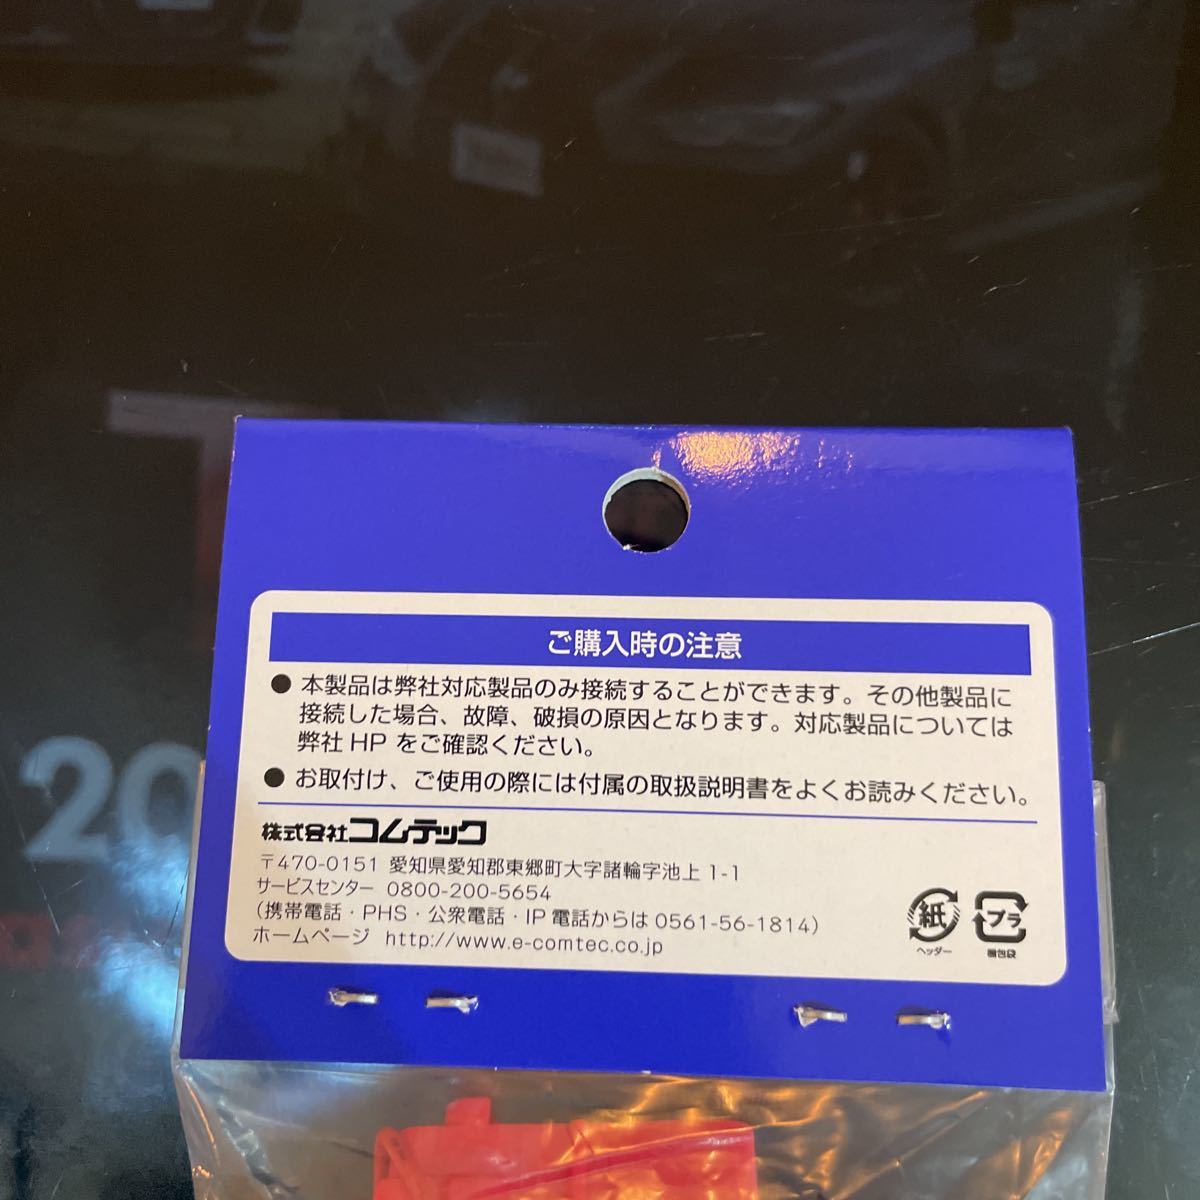 ご購入時の注意
● 本製品は弊社対応製品のみ接続することができます。その他製品に
接続した場合、故障、破損の原因となります。対応製品については
弊社 HP をご確認ください。
● お取付け、ご使用の際には付属の取扱説明書をよくお読みください。
株式会社コムテック
〒470-0151 愛知県愛知郡東郷町大字諸輪字池上 1-1
サービスセンター 0800-200-5654
(携帯電話・PHS・公衆電話・IP 電話からは 0561-56-1814)
ホームページ http://www.e-comtec.co.jp
紙
ヘッダー
プラ
梱包袋
20